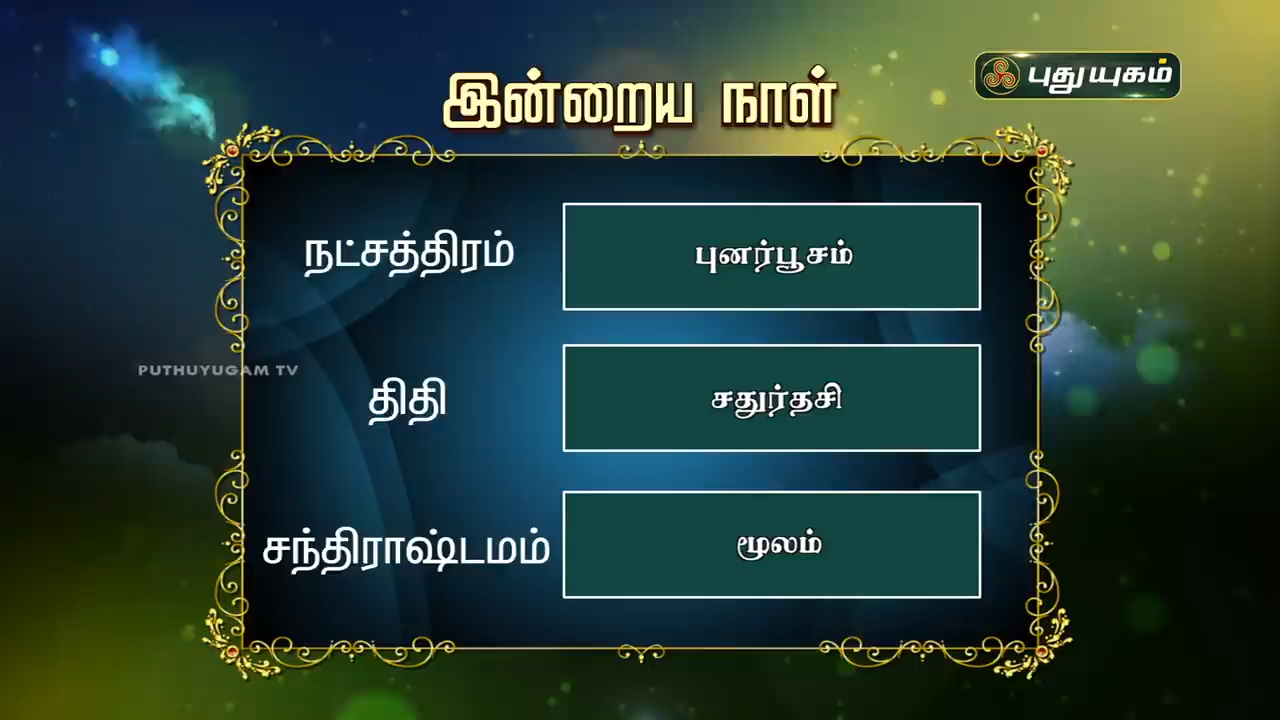 புதுயுகம்
இன்றைய நாள்
நட்சத்திரம் புனர்பூசம்
PUTHUYUGAM TV
திதி சதுர்தசி
சந்திராஷ்டமம் மூலம்